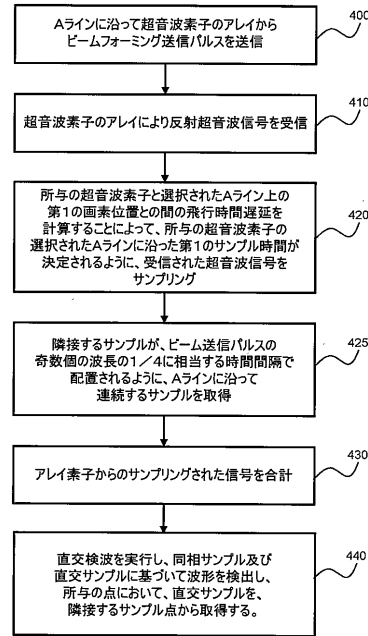 Aラインに沿って超音波素子のアレイから
ビームフォーミング送信パルスを送信
400
超音波素子のアレイにより反射超音波信号を受信
410
所与の超音波素子と選択されたAライン上の
第1の画素位置との間の飛行時間遅延を
計算することによって、所与の超音波素子の
選択されたAラインに沿った第1のサンプル時間が
決定されるように、受信された超音波信号を
サンプリング
420
隣接するサンプルが、ビーム送信パルスの
奇数個の波長の1/4に相当する時間間隔で
配置されるように、Aラインに沿って
連続するサンプルを取得
425
アレイ素子からのサンプリングされた信号を合計
430
直交検波を実行し、同相サンプル及び
直交サンプルに基づいて波形を検出し、
所与の点において、直交サンプルを、
隣接するサンプル点から取得する。
440